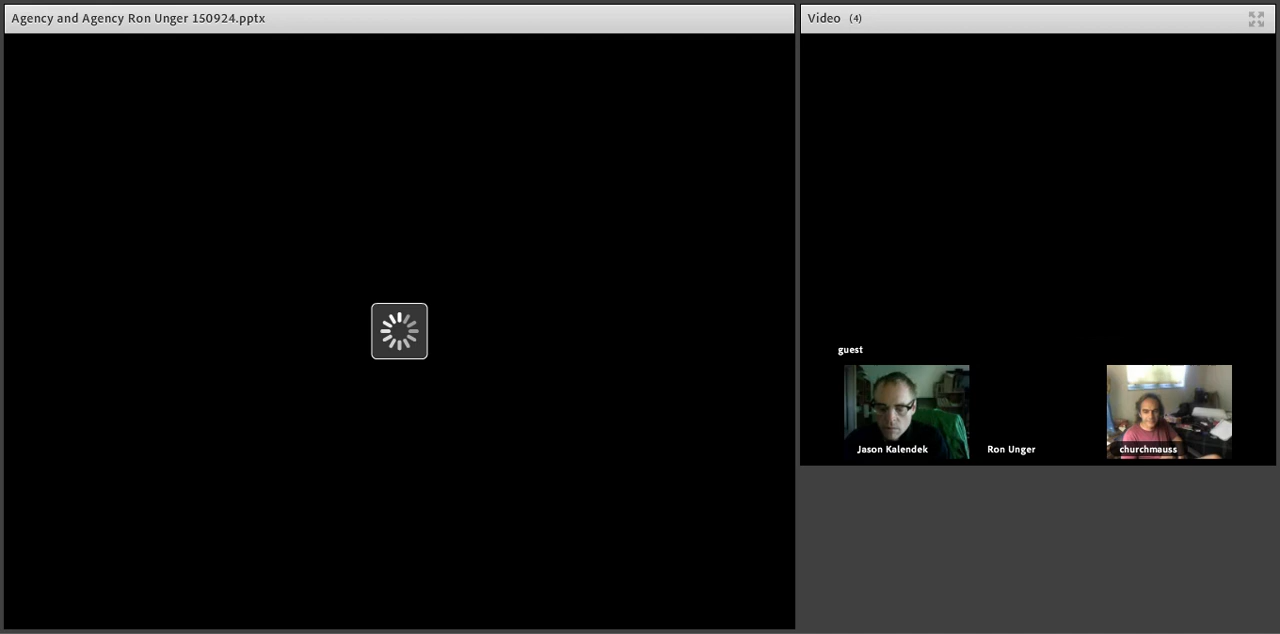 Agency and Agency Ron Unger 150924.pptx
Video (4)
guest
Jason Kalendek
Ron Unger
churchmauss